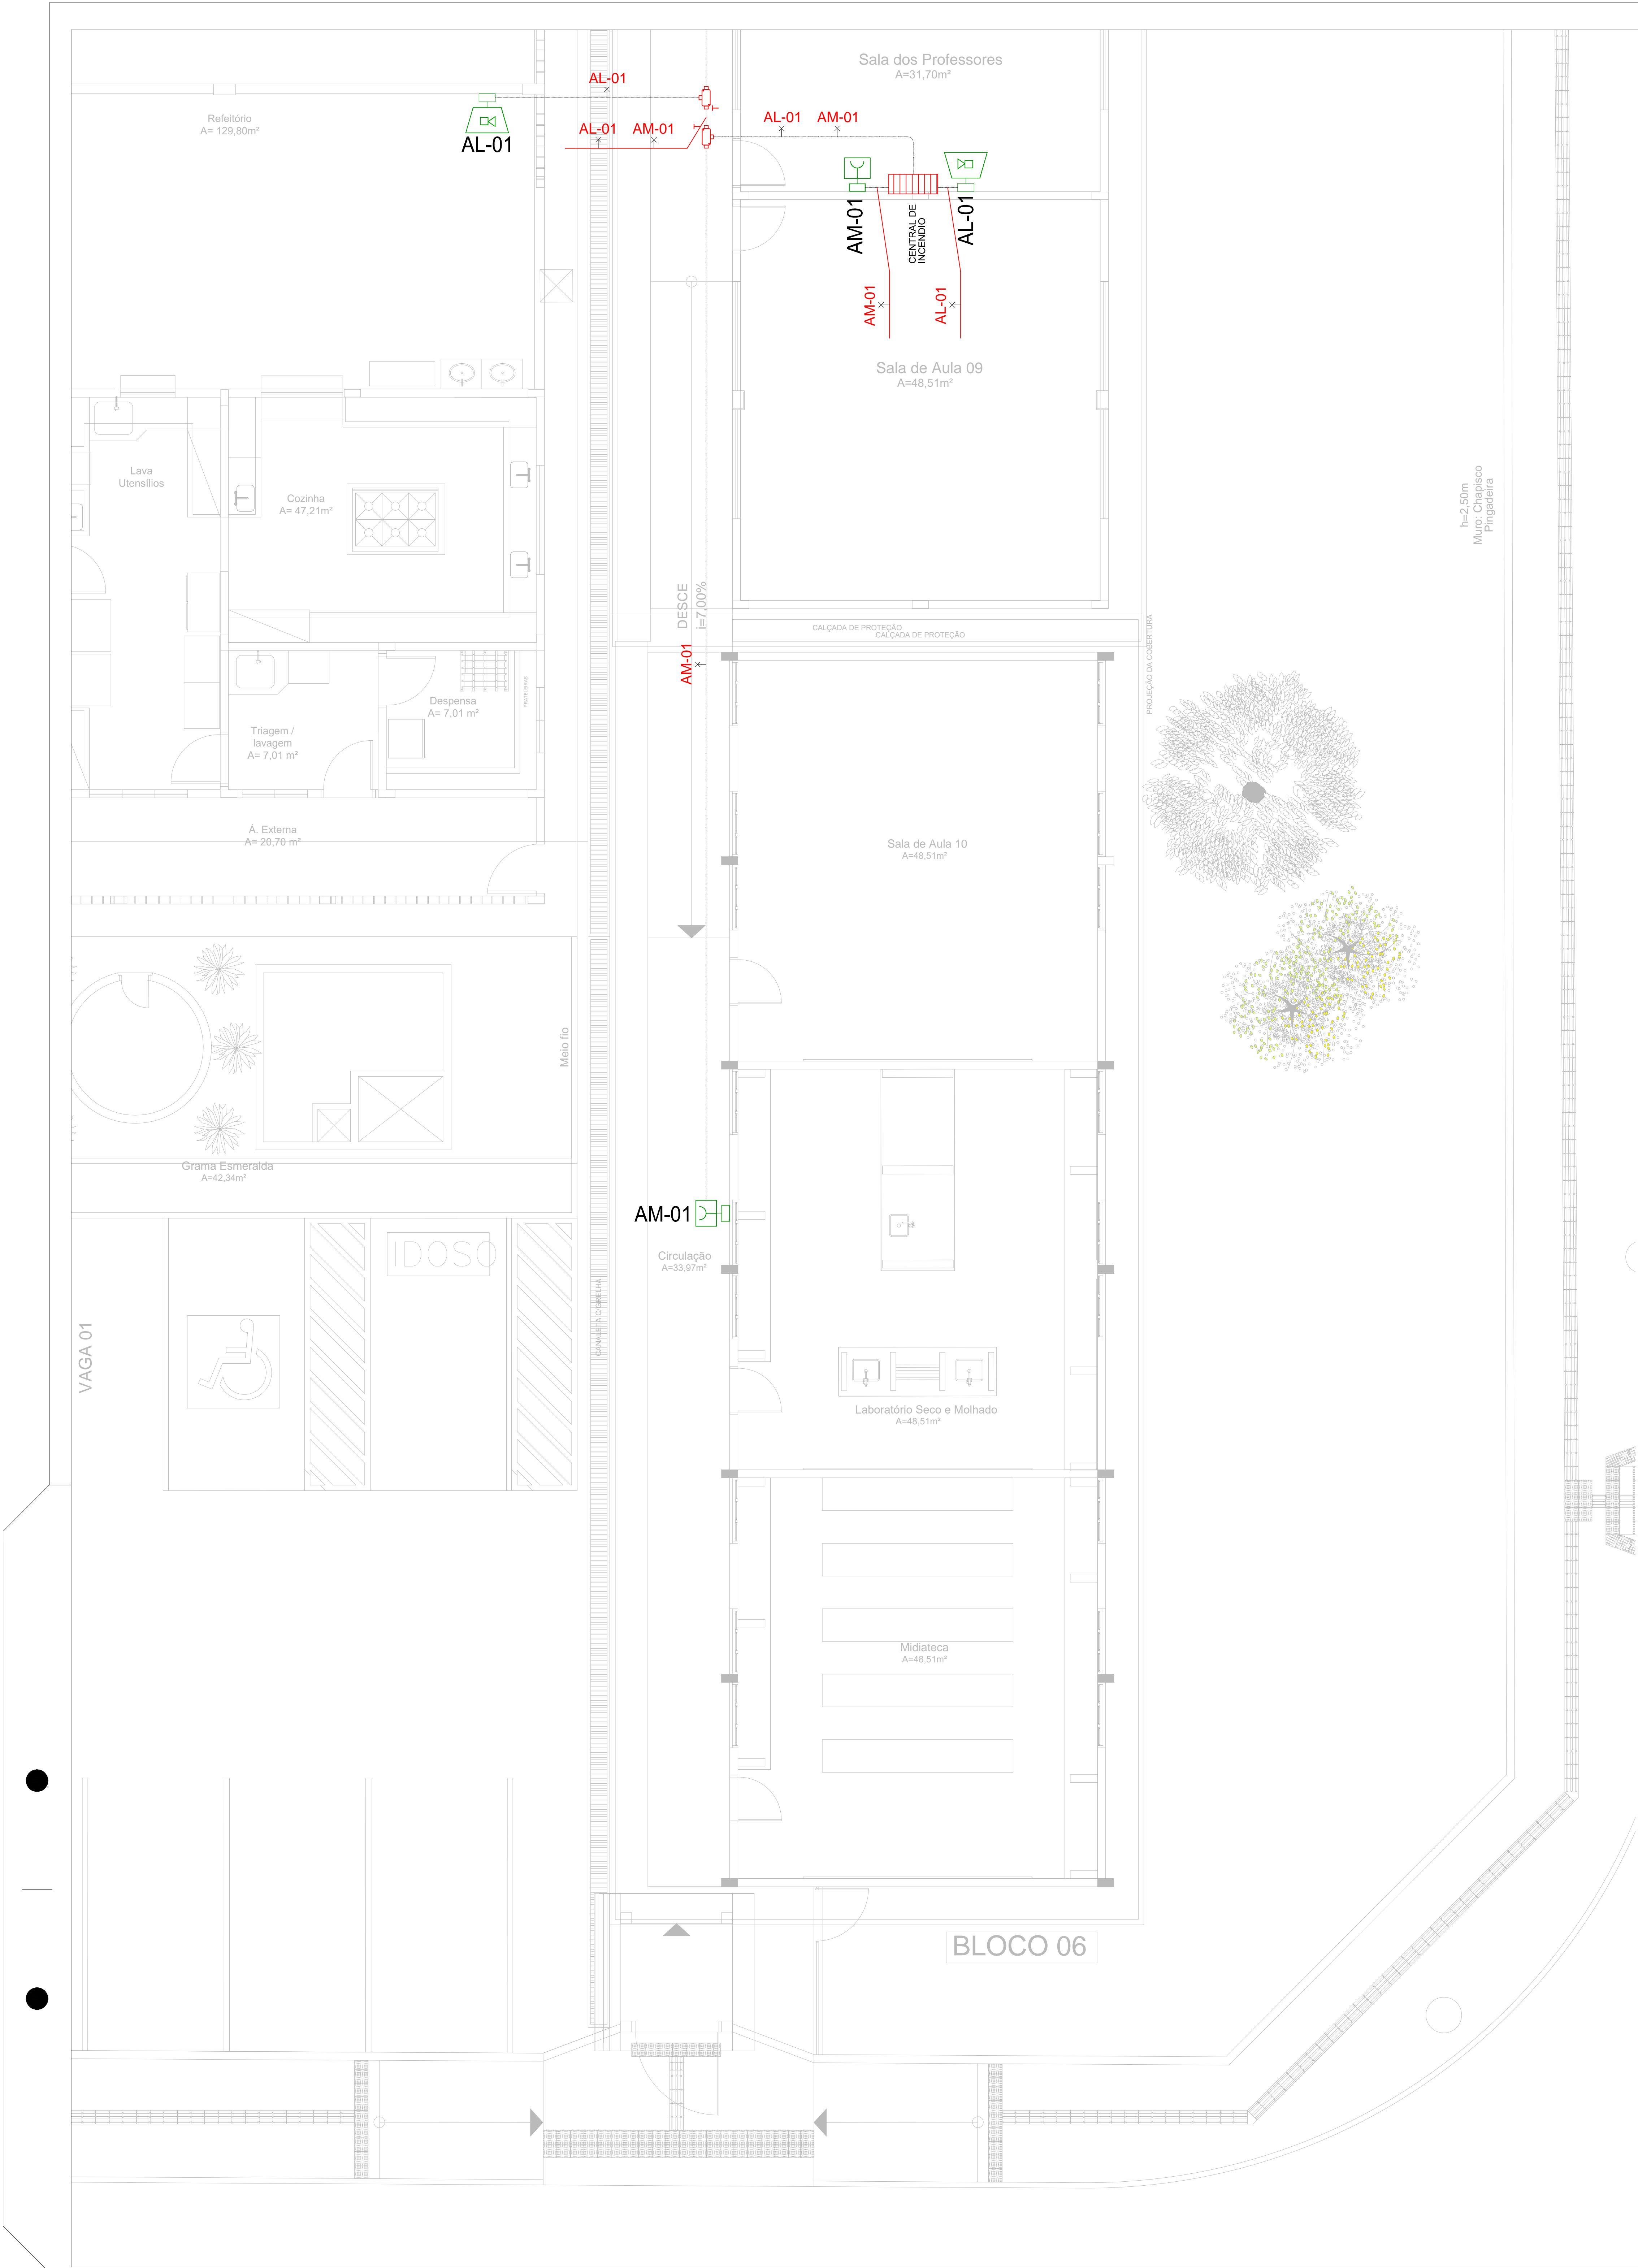 Sala dos Professores
A=31,70m²
AL-01
Refeitório
A= 129,80m²
AL-01
AL-01
AM-01
AL-01
AM-01
AM-01
CENTRAL DE
INCENDIO
AL-01
AM-01
AL-01
Sala de Aula 09
A=48,51m²
Lava
Utensílios
Cozinha
A= 47,21m²
h=2,50m
Muro: Chapisco
Pingadeira
DESCE
i=7,00%
CALÇADA DE PROTEÇÃO
CALÇADA DE PROTEÇÃO
PROJEÇÃO DA COBERTURA
AM-01
Despensa
A= 7,01 m²
PRATELEIRAS
Triagem /
lavagem
A= 7,01 m²
Á. Externa
A= 20,70 m²
Sala de Aula 10
A=48,51m²
Meio fio
Grama Esmeralda
A=42,34m²
AM-01
IDOSO
Circulação
A=33,97m²
CANALETA C/GRELHA
VAGA 01
Laboratório Seco e Molhado
A=48,51m²
Midiateca
A=48,51m²
BLOCO 06